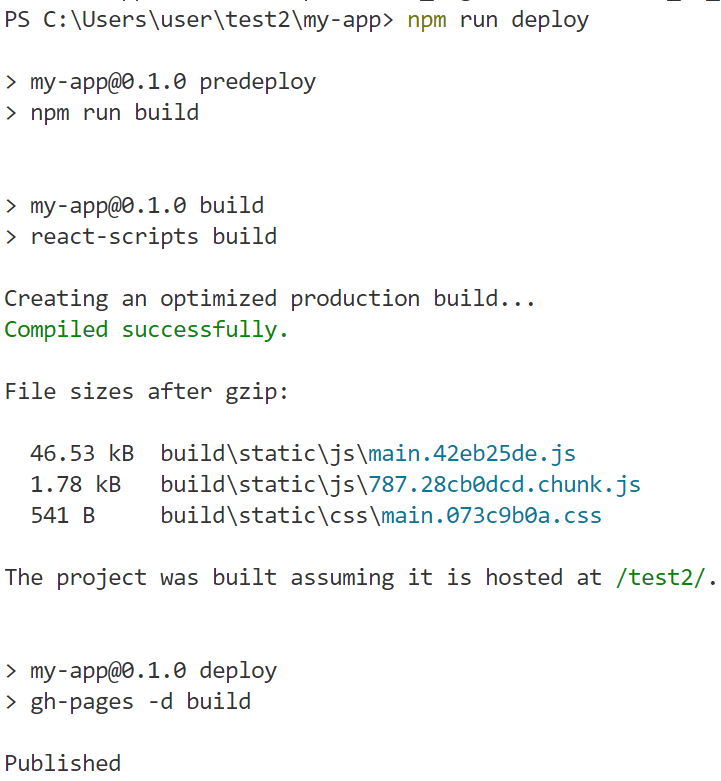 PS C:\Users\user\test2\my-app> npm run deploy
> my-app@0.1.0 predeploy
> npm run build
> my-app@0.1.0 build
> react-scripts build
Creating an optimized production build...
Compiled successfully.
File sizes after gzip:
46.53 kB  build\static\js\main.42eb25de.js
1.78 kB   build\static\js\787.28cb0dcd.chunk.js
541 B     build\static\css\main.073c9b0a.css
The project was built assuming it is hosted at /test2/.
> my-app@0.1.0 deploy
> gh-pages -d build
Published